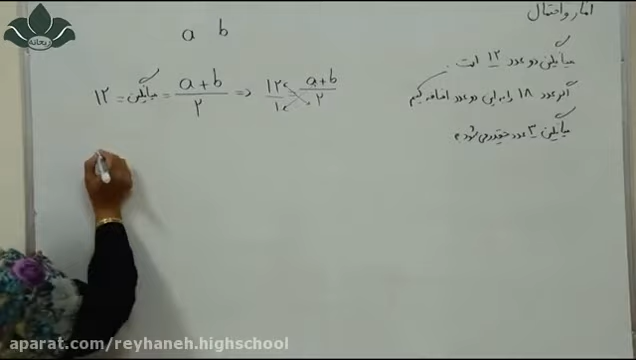 آمار و احتمال
میانگین دو عدد ۱۲ است.
اگر عدد ۱۸ را به این دو عدد اضافه کنیم
میانگین ۳ عدد چقدر می شود؟
a b
۱۲ = میانگین = a+b/۲ => ۱۲/۱ = a+b/۲
ریحانه
aparat.com/reyhaneh.highschool